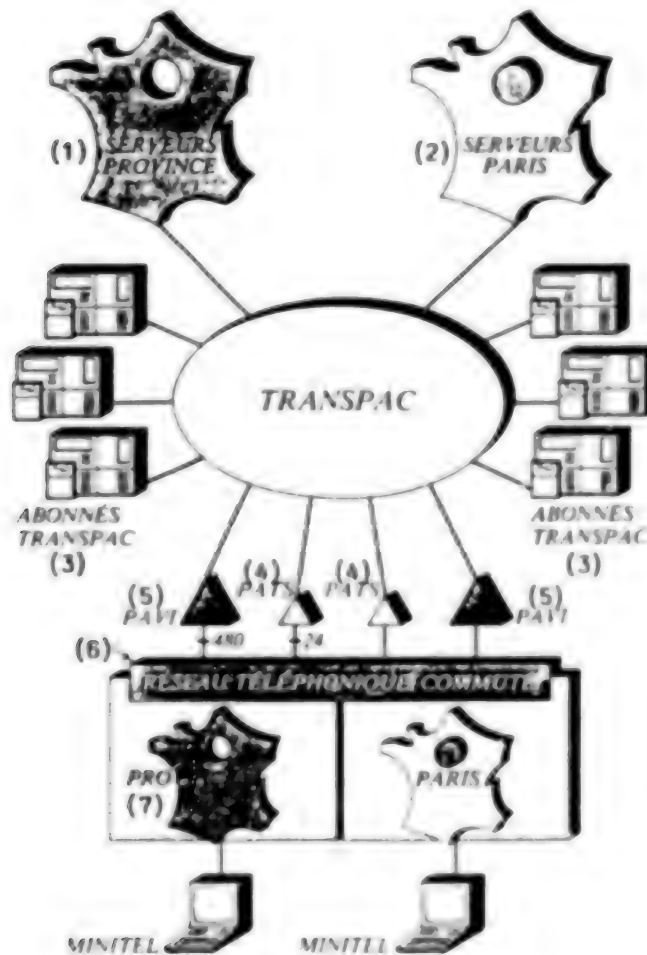 (1) SERVEURS
PROVINCE
(2) SERVEURS
PARIS
TRANSPAC
ABONNÉS
TRANSPAC
(3)
ABONNÉS
TRANSPAC
(3)
(5)
PAVI
(4)
PATS
(4)
PATS
(5)
PAVI
480
24
(6)
RÉSEAU TÉLÉPHONIQUE COMMUTÉ
PRO
(7)
PARIS
MINITEL
MINITEL